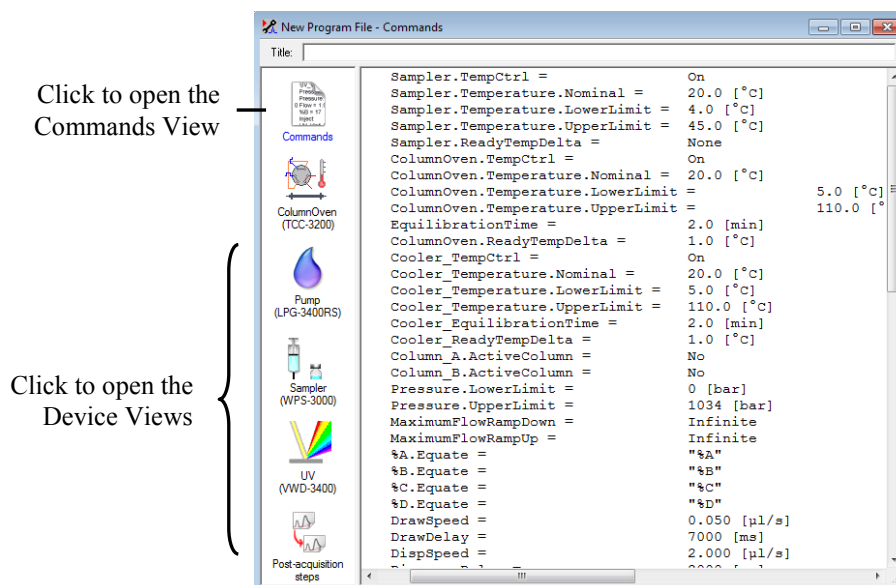 New Program File - Commands
Title:
Click to open the
Commands View
Commands
ColumnOven
(TCC-3200)
Click to open the
Device Views
Pump
(LPG-3400RS)
Sampler
(WPS-3000)
UV
(VWD-3400)
Post-acquisition
steps
Sampler.TempCtrl = On
Sampler.Temperature.Nominal = 20.0 [°C]
Sampler.Temperature.LowerLimit = 4.0 [°C]
Sampler.Temperature.UpperLimit = 45.0 [°C]
Sampler.ReadyTempDelta = None
ColumnOven.TempCtrl = On
ColumnOven.Temperature.Nominal = 20.0 [°C]
ColumnOven.Temperature.LowerLimit = 5.0 [°C]
ColumnOven.Temperature.UpperLimit = 110.0 [°
EquilibrationTime = 2.0 [min]
ColumnOven.ReadyTempDelta = 1.0 [°C]
Cooler_TempCtrl = On
Cooler_Temperature.Nominal = 20.0 [°C]
Cooler_Temperature.LowerLimit = 5.0 [°C]
Cooler_Temperature.UpperLimit = 110.0 [°C]
Cooler_EquilibrationTime = 2.0 [min]
Cooler_ReadyTempDelta = 1.0 [°C]
Column_A.ActiveColumn = No
Column_B.ActiveColumn = No
Pressure.LowerLimit = 0 [bar]
Pressure.UpperLimit = 1034 [bar]
MaximumFlowRampDown = Infinite
MaximumFlowRampUp = Infinite
%A.Equate = "%A"
%B.Equate = "%B"
%C.Equate = "%C"
%D.Equate = "%D"
DrawSpeed = 0.050 [µl/s]
DrawDelay = 7000 [ms]
DispSpeed = 2.000 [µl/s]